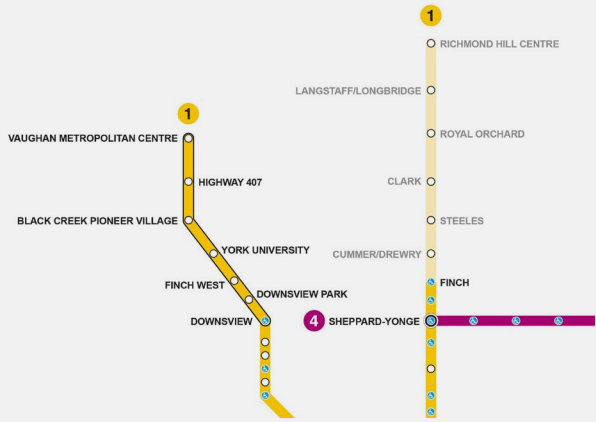 1
RICHMOND HILL CENTRE
LANGSTAFF/LONGBRIDGE
1
ROYAL ORCHARD
VAUGHAN METROPOLITAN CENTRE
HIGHWAY 407
CLARK
BLACK CREEK PIONEER VILLAGE
STEELES
YORK UNIVERSITY
CUMMER/DREWRY
FINCH WEST
FINCH
DOWNSVIEW PARK
DOWNSVIEW
4 SHEPPARD-YONGE